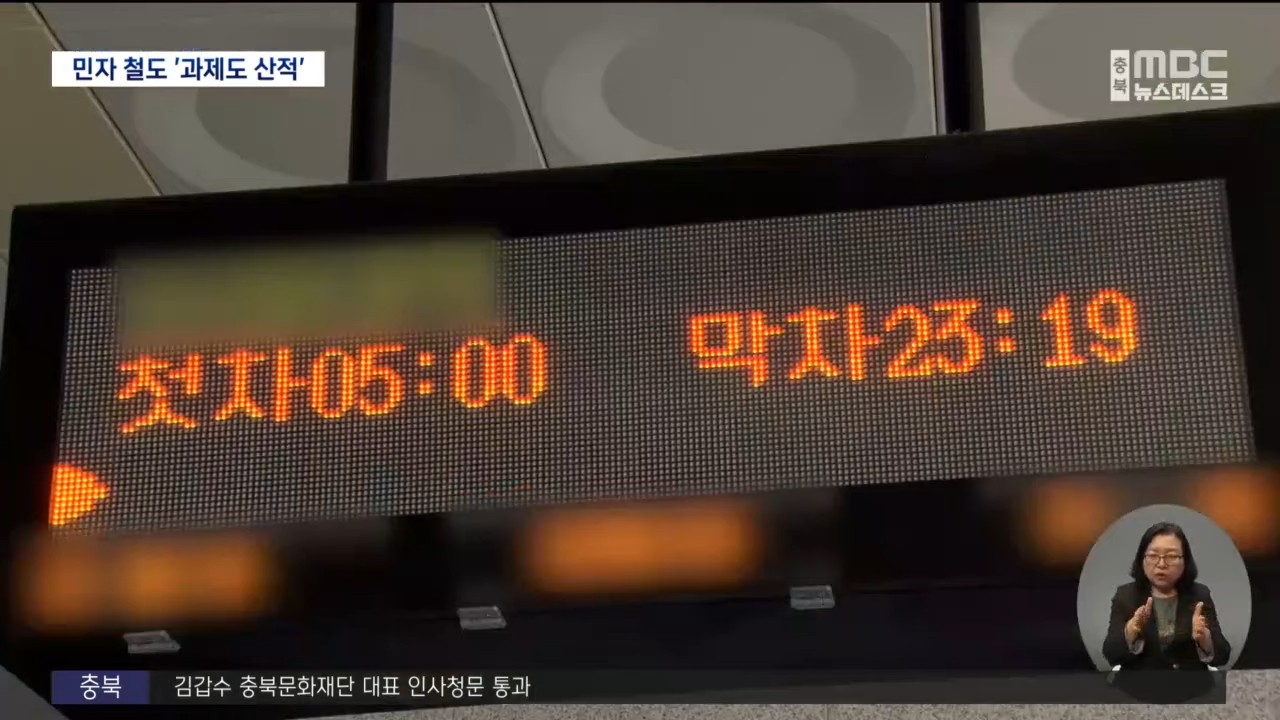 민자 철도 '과제도 산적'
충북 MBC
뉴스데스크
첫차05:00 막차23:19
충북 김갑수 충북문화재단 대표 인사청문 통과